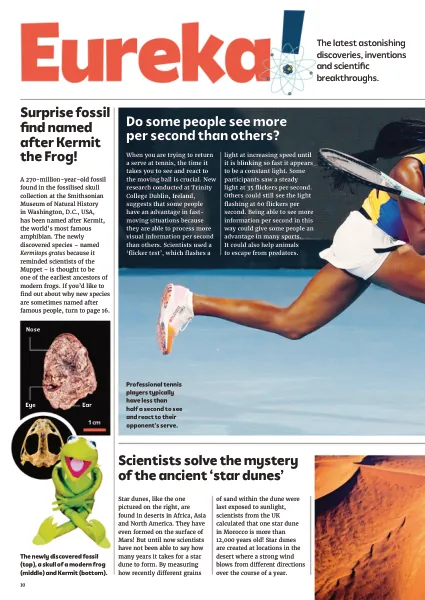 Eureka!
The latest astonishing
discoveries, inventions
and scientific
breakthroughs.
Surprise fossil
find named
after Kermit
the Frog!
A 270-million-year-old fossil
found in the fossilised skull
collection at the Smithsonian
Museum of Natural History
in Washington, D.C., USA,
has been named after Kermit,
the world's most famous
amphibian. The newly
discovered species – named
Kermitops gratus because it
reminded scientists of the
Muppet – is thought to be
one of the earliest ancestors of
modern frogs. If you'd like to
find out about why new species
are sometimes named after
famous people, turn to page 16.
Nose
Eye
Ear
1 cm
The newly discovered fossil
(top), a skull of a modern frog
(middle) and Kermit (bottom).
Do some people see more
per second than others?
When you are trying to return
a serve at tennis, the time it
takes you to see and react to
the moving ball is crucial. New
research conducted at Trinity
College Dublin, Ireland,
suggests that some people
have an advantage in fast-
moving situations because
they are able to process more
visual information per second
than others. Scientists used a
'flicker test', which flashes a
light at increasing speed until
it is blinking so fast it appears
to be a constant light. Some
participants saw a steady
light at 35 flickers per second.
Others could still see the light
flashing at 60 flickers per
second. Being able to see more
information per second in this
way could give some people an
advantage in many sports.
It could also help animals
to escape from predators.
Professional tennis
players typically
have less than
half a second to see
and react to their
opponent's serve.
Scientists solve the mystery
of the ancient 'star dunes'
Star dunes, like the one
pictured on the right, are
found in deserts in Africa, Asia
and North America. They have
even formed on the surface of
Mars! But until now scientists
have not been able to say how
many years it takes for a star
dune to form. By measuring
how recently different grains
of sand within the dune were
last exposed to sunlight,
scientists from the UK
calculated that one star dune
in Morocco is more than
12,000 years old! Star dunes
are created at locations in the
desert where a strong wind
blows from different directions
over the course of a year.
10